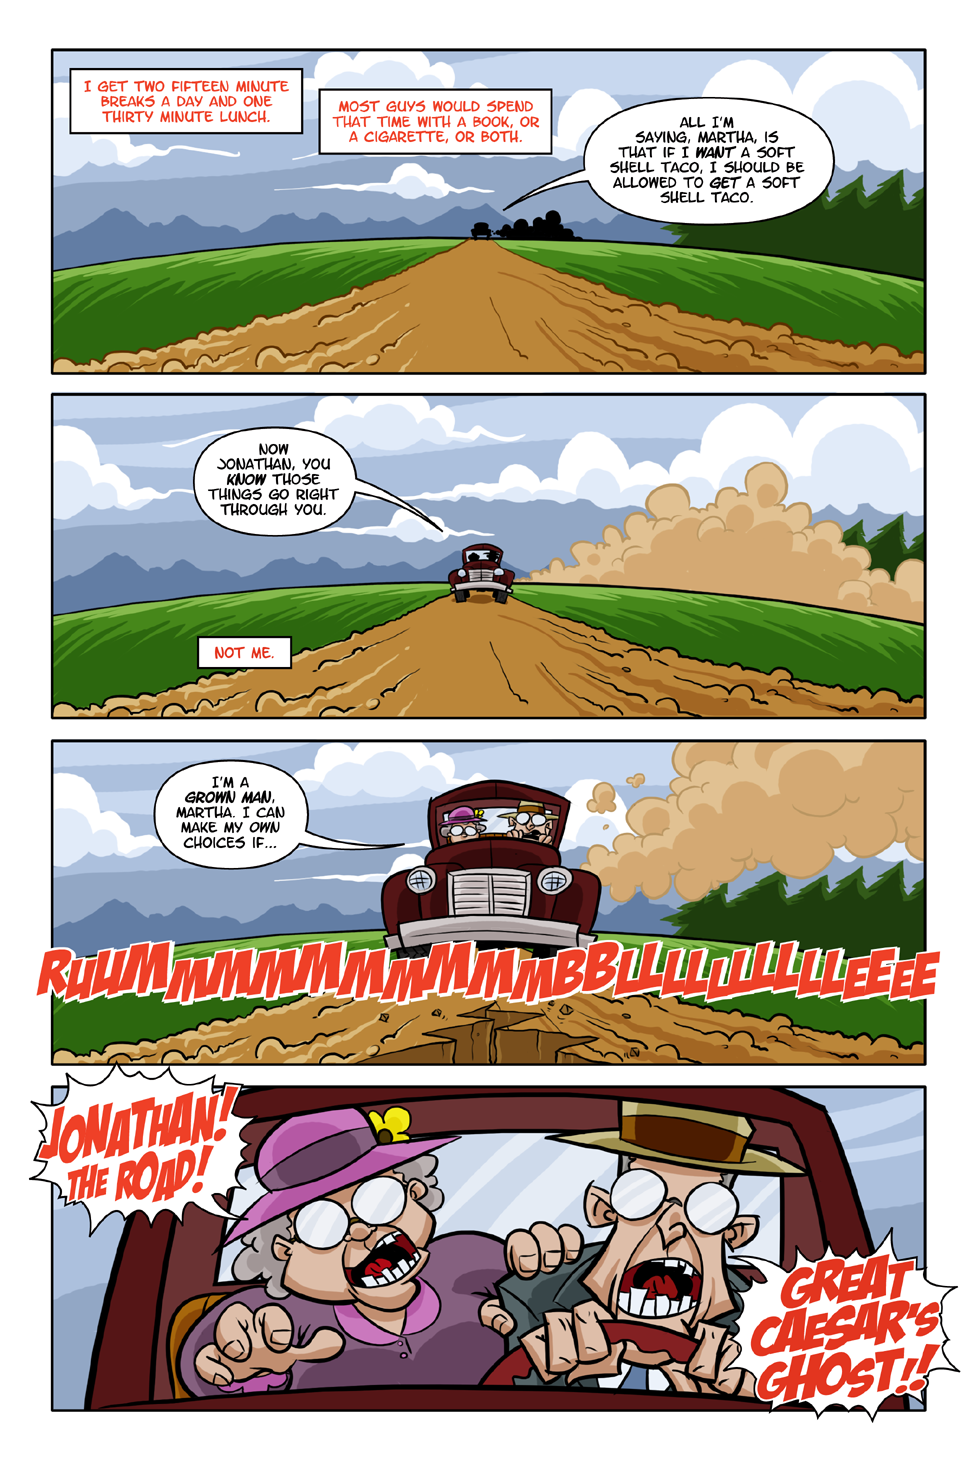 I GET TWO FIFTEEN MINUTE
BREAKS A DAY AND ONE
THIRTY MINUTE LUNCH.
MOST GUYS WOULD SPEND
THAT TIME WITH A BOOK, OR
A CIGARETTE, OR BOTH.
ALL I'M
SAYING, MARTHA, IS
THAT IF I WANT A SOFT
SHELL TACO, I SHOULD BE
ALLOWED TO GET A SOFT
SHELL TACO.
NOW
JONATHAN, YOU
KNOW THOSE
THINGS GO RIGHT
THROUGH YOU.
NOT ME.
I'M A
GROWN MAN,
MARTHA. I CAN
MAKE MY OWN
CHOICES IF...
RUUMMMMMMMMMMBBLLLLLLLLLLEEEE
JONATHAN!
THE ROAD!
GREAT
CAESAR'S
GHOST!!